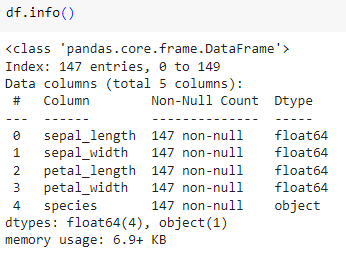 df.info()
<class 'pandas.core.frame.DataFrame'>
Index: 147 entries, 0 to 149
Data columns (total 5 columns):
 #   Column        Non-Null Count  Dtype
---  ------        --------------  -----
 0   sepal_length  147 non-null    float64
 1   sepal_width   147 non-null    float64
 2   petal_length  147 non-null    float64
 3   petal_width   147 non-null    float64
 4   species       147 non-null    object
dtypes: float64(4), object(1)
memory usage: 6.9+ KB